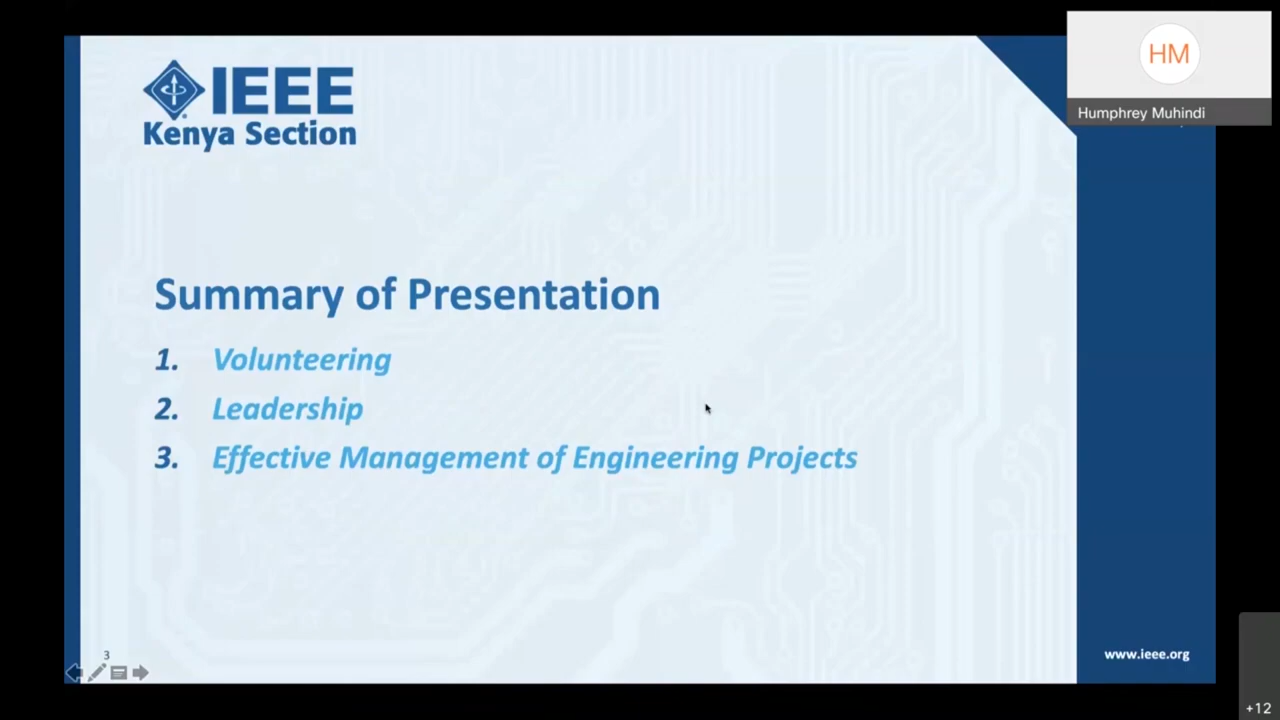 IEEE
Kenya Section
HM
Humphrey Muhindi
Summary of Presentation
1. Volunteering
2. Leadership
3. Effective Management of Engineering Projects
3
www.ieee.org
+12